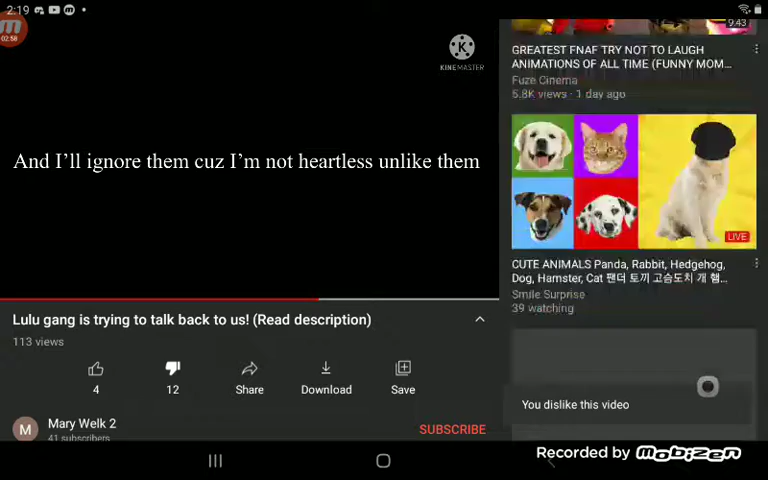 2:19
02:58
KINEMASTER
And I'll ignore them cuz I'm not heartless unlike them
Lulu gang is trying to talk back to us! (Read description)
113 views
4
12
Share
Download
Save
M
Mary Welk 2
41 subscribers
SUBSCRIBE
9:43
GREATEST FNAF TRY NOT TO LAUGH
ANIMATIONS OF ALL TIME (FUNNY MOM...
Fuze Cinema
5.8K views · 1 day ago
LIVE
CUTE ANIMALS Panda, Rabbit, Hedgehog,
Dog, Hamster, Cat 팬더 토끼 고슴도치 개 햄...
Smile Surprise
39 watching
You dislike this video
Recorded by mobizen